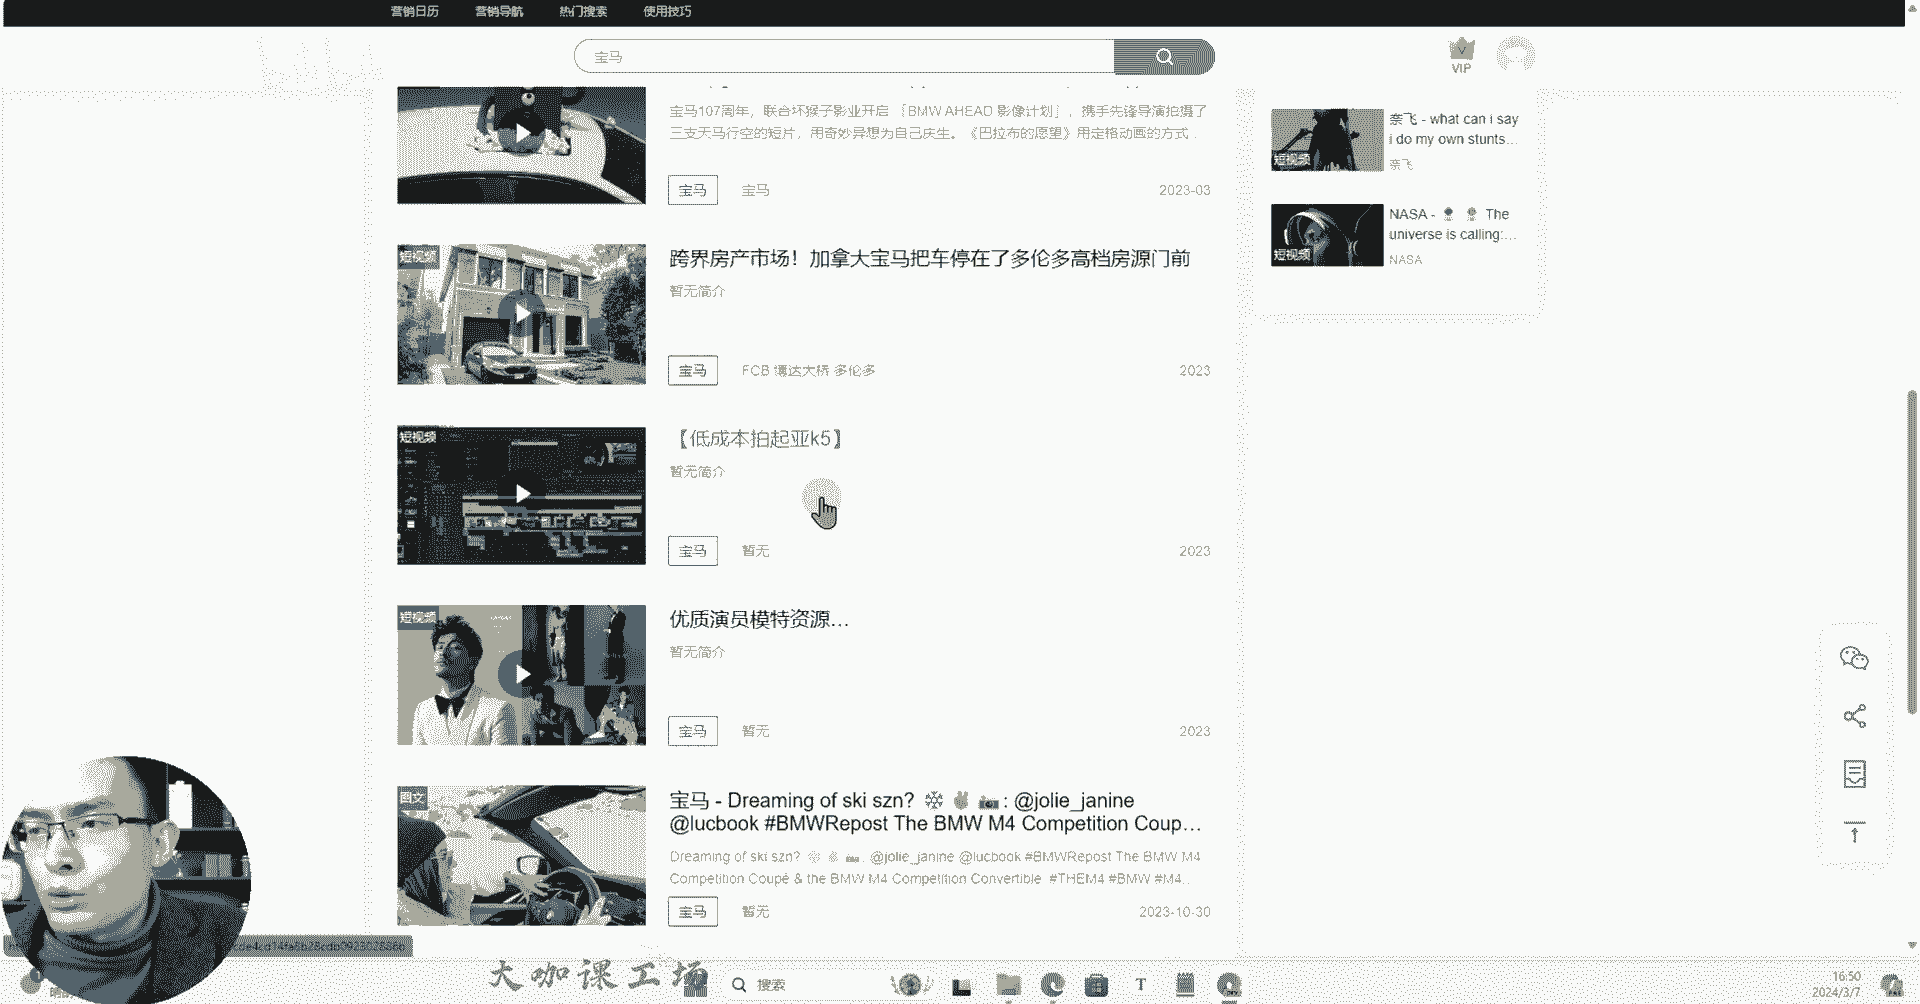 营销日历 营销导航 热门搜索 使用技巧
宝马
VIP
宝马107周年，联合坏猴子影业开启 「BMW AHEAD 影像计划」，携手先锋导演拍摄了
三支天马行空的短片，用奇妙异想为自己庆生。《巴拉布的愿望》用定格动画的方式
宝马 宝马 2023-03
短视频
跨界房产市场！加拿大宝马把车停在了多伦多高档房源门前
暂无简介
宝马 FCB 博达大桥 多伦多 2023
短视频
【低成本拍起亚k5】
暂无简介
宝马 暂无 2023
短视频
优质演员模特资源...
暂无简介
宝马 暂无 2023
图文
宝马 - Dreaming of ski szn? ❄️ ✌ 📷: @jolie_janine
@lucbook #BMWRepost The BMW M4 Competition Coup...
Dreaming of ski szn? ❄️ ✌ 📷: @jolie_janine @lucbook #BMWRepost The BMW M4
Competition Coupé & the BMW M4 Competition Convertible #THEM4 #BMW #M4
宝马 暂无 2023-10-30
短视频
奈飞 - what can i say
i do my own stunts...
奈飞
短视频
NASA - The
universe is calling:...
NASA
大咖课工场
搜索
T
16:50
2024/3/7